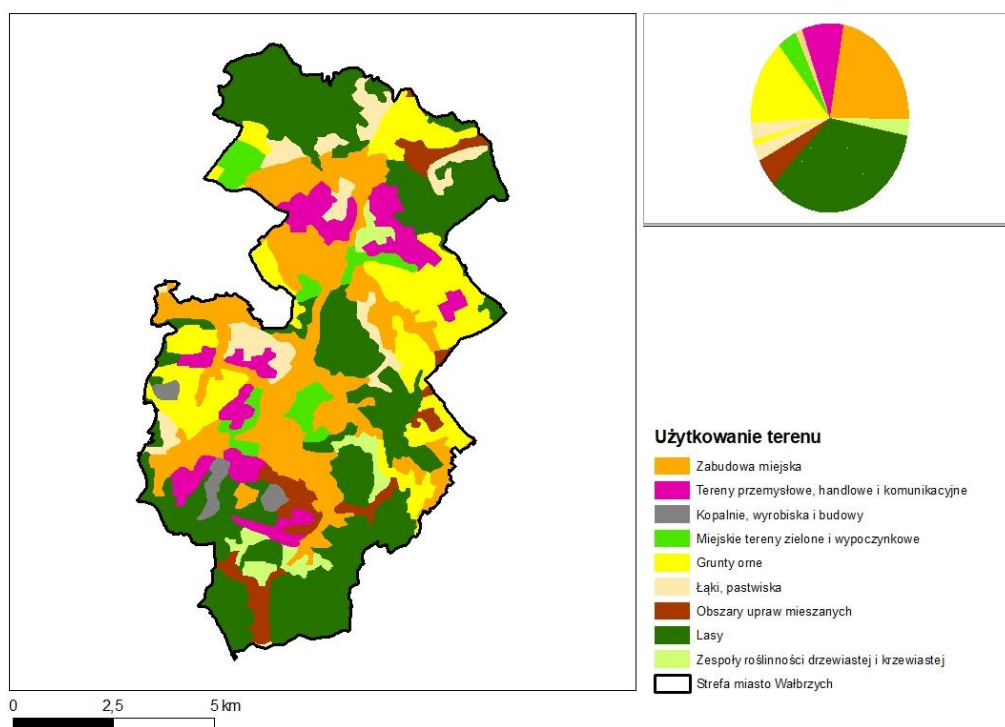 Użytkowanie terenu
Zabudowa miejska
Tereny przemysłowe, handlowe i komunikacyjne
Kopalnie, wyrobiska i budowy
Miejskie tereny zielone i wypoczynkowe
Grunty orne
Łąki, pastwiska
Obszary upraw mieszanych
Lasy
Zespoły roślinności drzewiastej i krzewiastej
Strefa miasto Wałbrzych
0 2,5 5 km